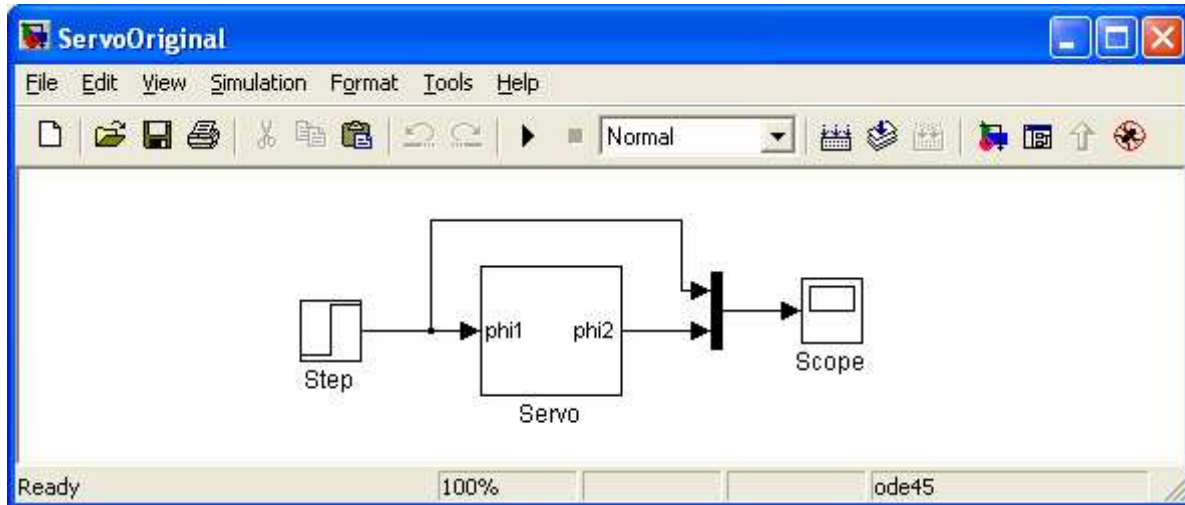 ServoOriginal
File Edit View Simulation Format Tools Help
Normal
phi1 phi2
Step
Scope
Servo
Ready 100% ode45